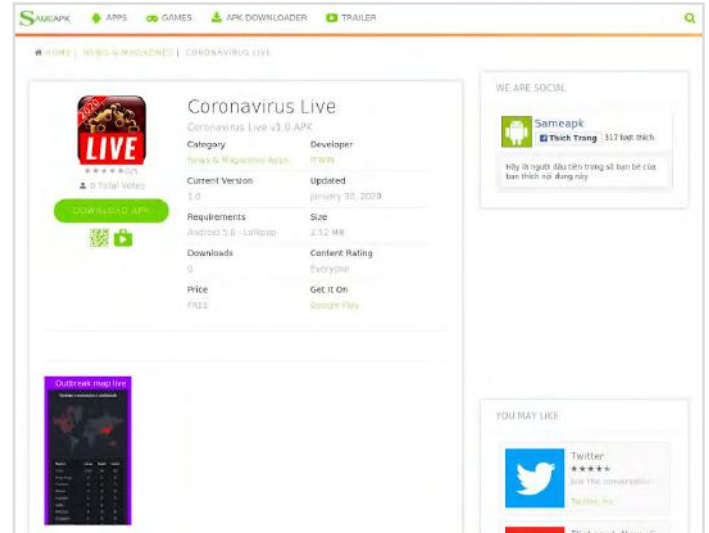 SAMEAPK APPS GAMES APK DOWNLOADER TRAILER
HOME | NEWS & MAGAZINES | CORONAVIRUS LIVE
2020
LIVE
0/5
0 Total Votes
DOWNLOAD APK
Coronavirus Live
Coronavirus Live v1.0 APK
Category Developer
News & Magazines Apps
Current Version Updated
1.0 January 30, 2020
Requirements Size
Android 5.0 - Lollipop 2.52 MB
Downloads Content Rating
0 Everyone
Price Get It On
FREE Google Play
Outbreak map live
WE ARE SOCIAL
Sameapk
Thích Trang 317 lượt thích
Hãy là người đầu tiên trong số bạn bè của
bạn thích nội dung này
YOU MAY LIKE
Twitter
Join the conversation
Twitter, Inc.